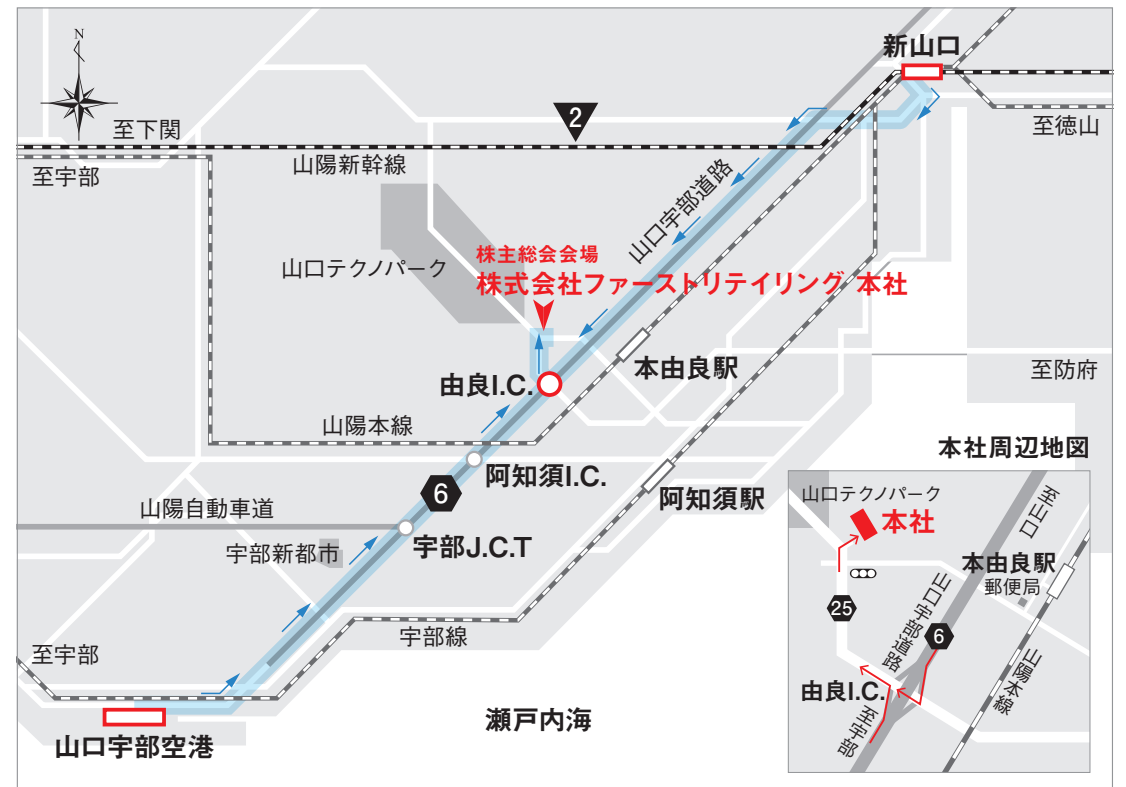 N
新山口
2
至下関
至徳山
至宇部
山陽新幹線
山口宇部道路
株主総会会場
山口テクノパーク
株式会社ファーストリテイリング 本社
本由良駅
至防府
由良I.C.
山陽本線
本社周辺地図
阿知須I.C.
阿知須駅
6
山陽自動車道
宇部新都市
宇部J.C.T
宇部線
至宇部
瀬戸内海
山口宇部空港
山口テクノパーク
至山口
本社
本由良駅
郵便局
山口宇部道路
25
6
山陽本線
由良I.C.
至宇部